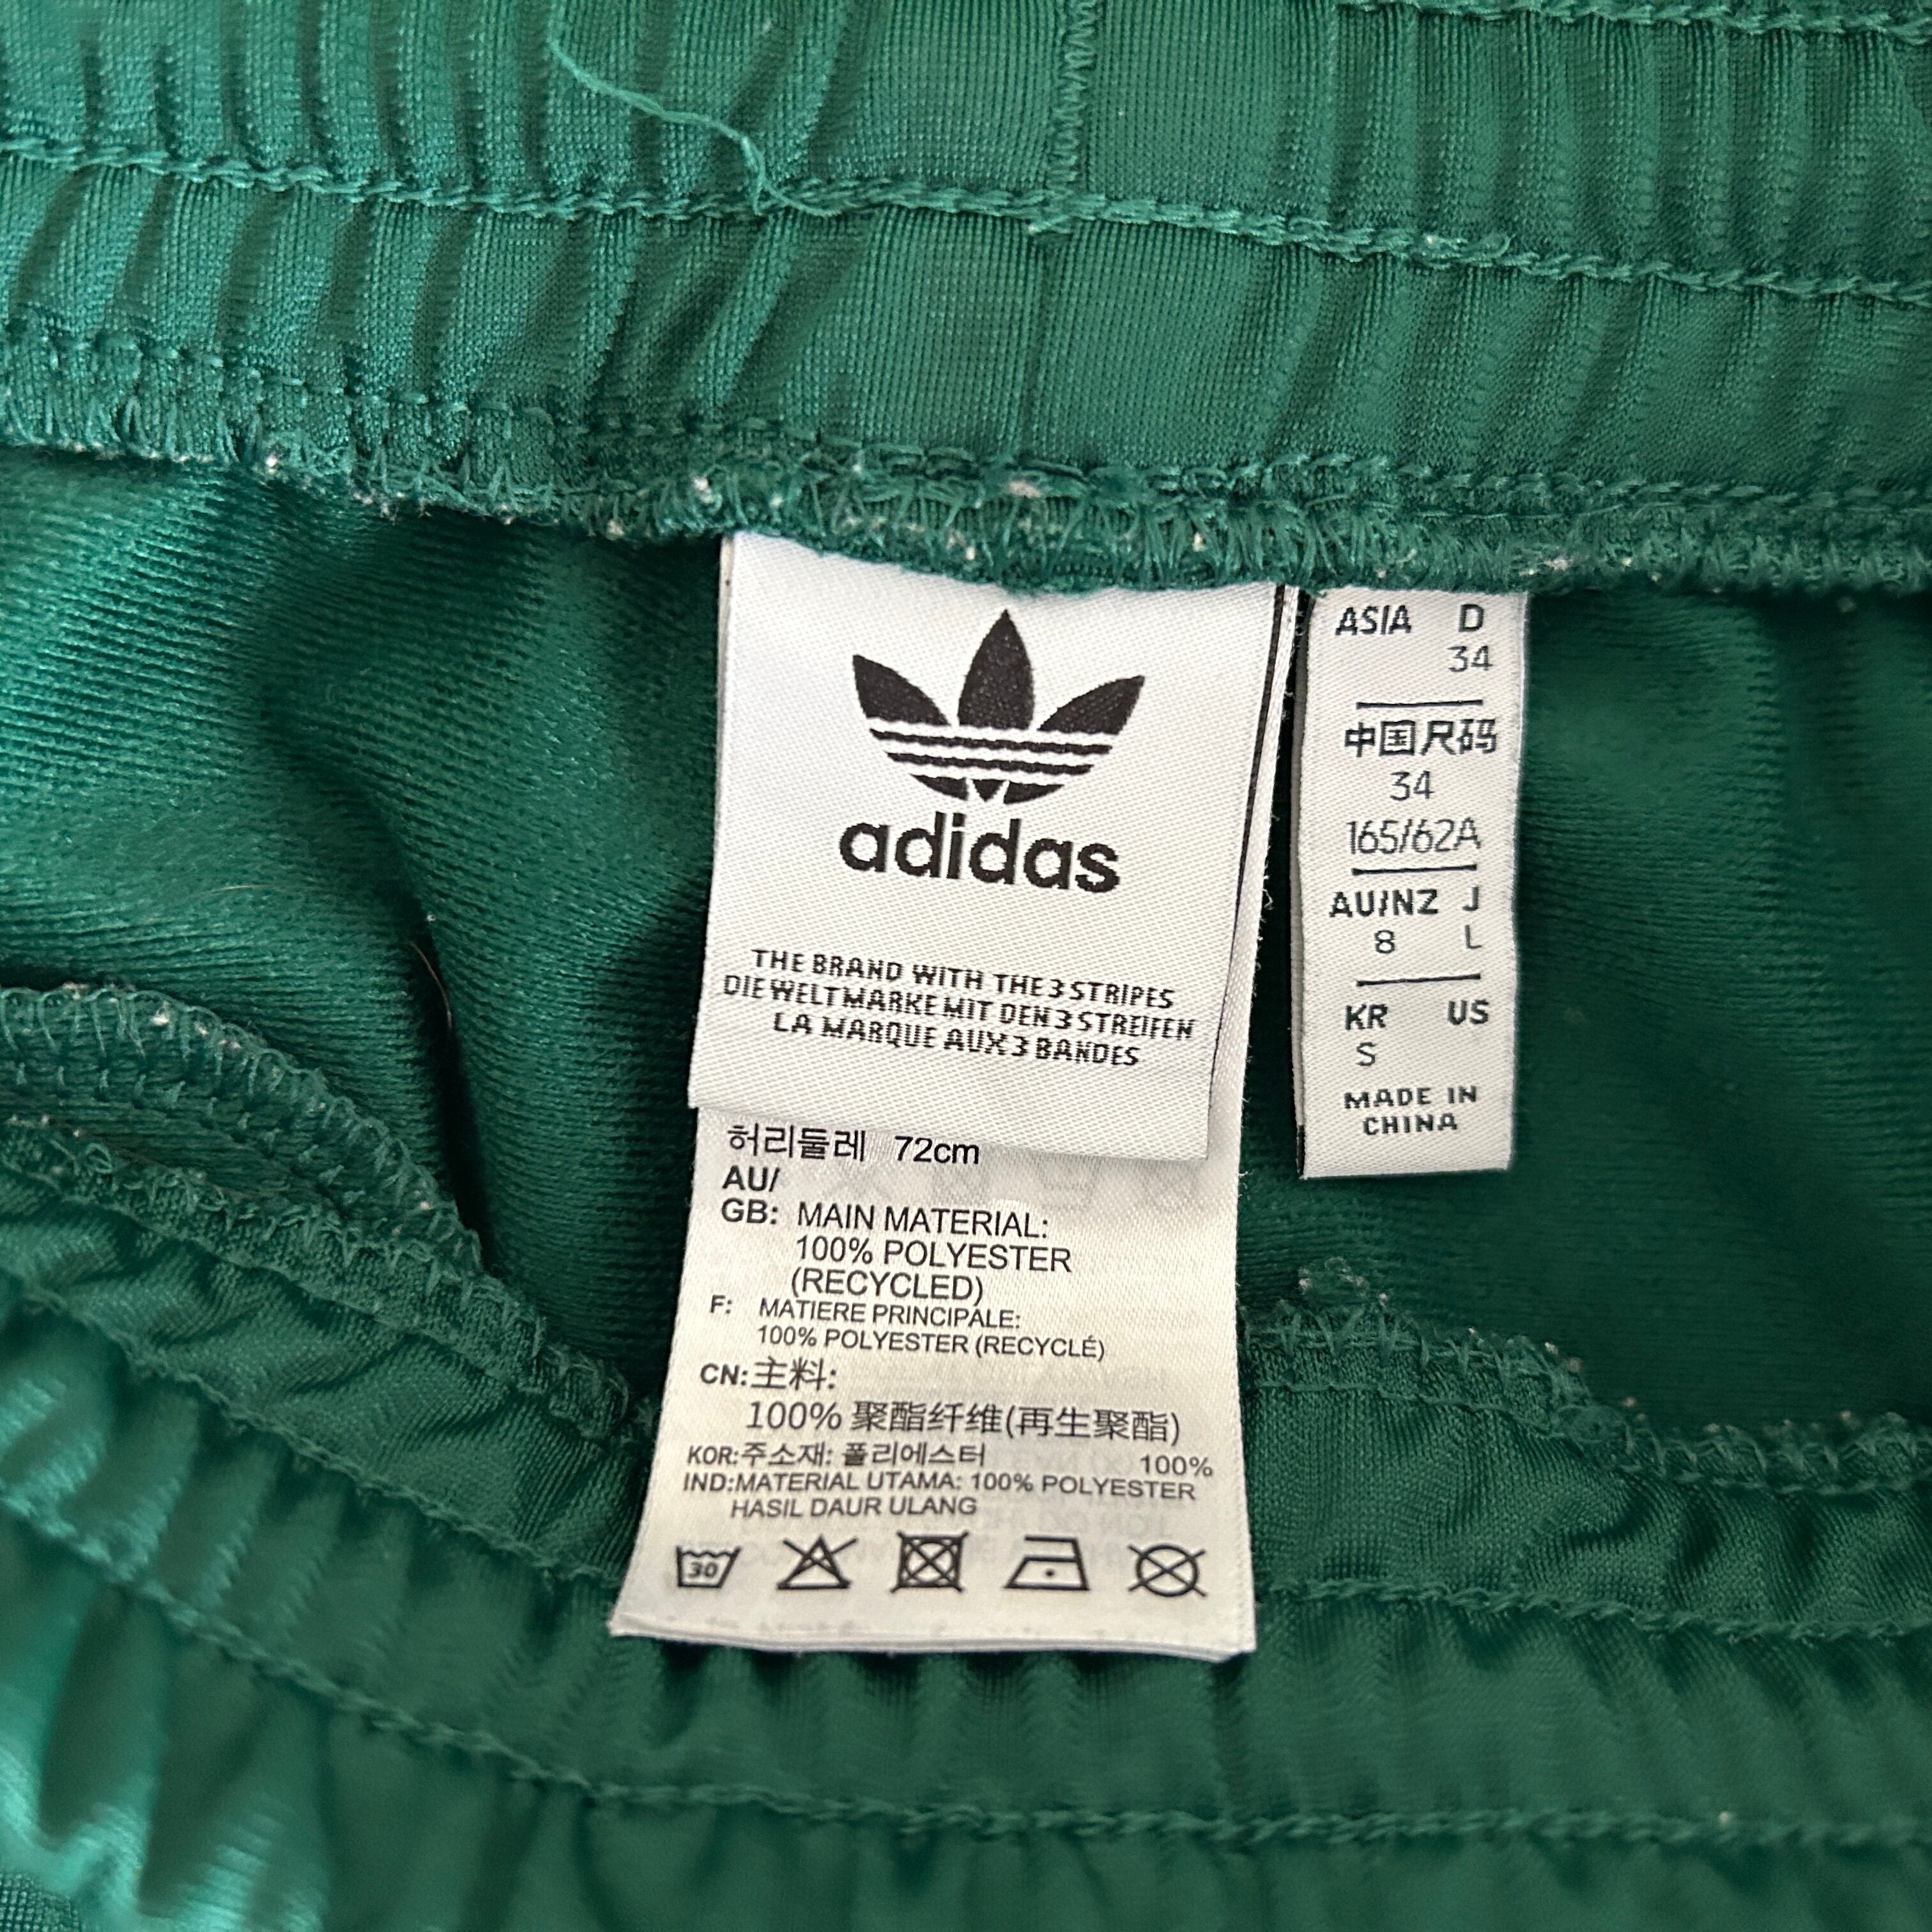 adidas
THE BRAND WITH THE 3 STRIPES
DIE WELTMARKE MIT DEN 3 STREIFEN
LA MARQUE AUX 3 BANDES
허리둘레 72cm
AU/
GB: MAIN MATERIAL:
100% POLYESTER
(RECYCLED)
F: MATIERE PRINCIPALE:
100% POLYESTER (RECYCLÉ)
CN:主料:
100% 聚酯纤维(再生聚酯)
KOR:주소재: 폴리에스터 100%
IND:MATERIAL UTAMA: 100% POLYESTER
HASIL DAUR ULANG
30
ASIA D
34
中国尺码
34
165/62A
AU/NZ J
8 L
KR US
S
MADE IN
CHINA